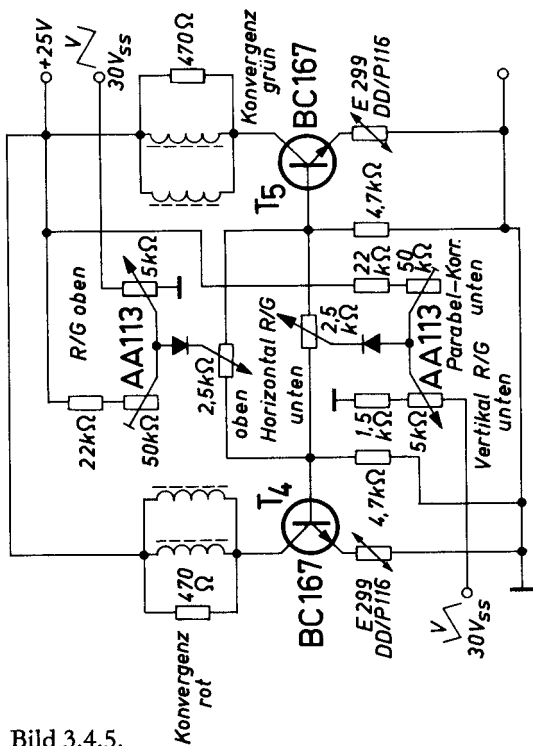 +25V
V
30Vss
470Ω
Konvergenz
grün
BC167
E 299
DD/P116
T5
4,7kΩ
R/G oben
5kΩ
22
kΩ
50
kΩ
AA113
2,5kΩ
oben
Horizontal R/G
unten
2,5
kΩ
AA113
Parabel-Korr.
unten
22kΩ
50kΩ
1,5
kΩ
5kΩ
Vertikal R/G
unten
T4
4,7kΩ
BC167
E 299
DD/P116
470
Ω
Konvergenz
rot
V
30Vss
Bild 3.4.5.